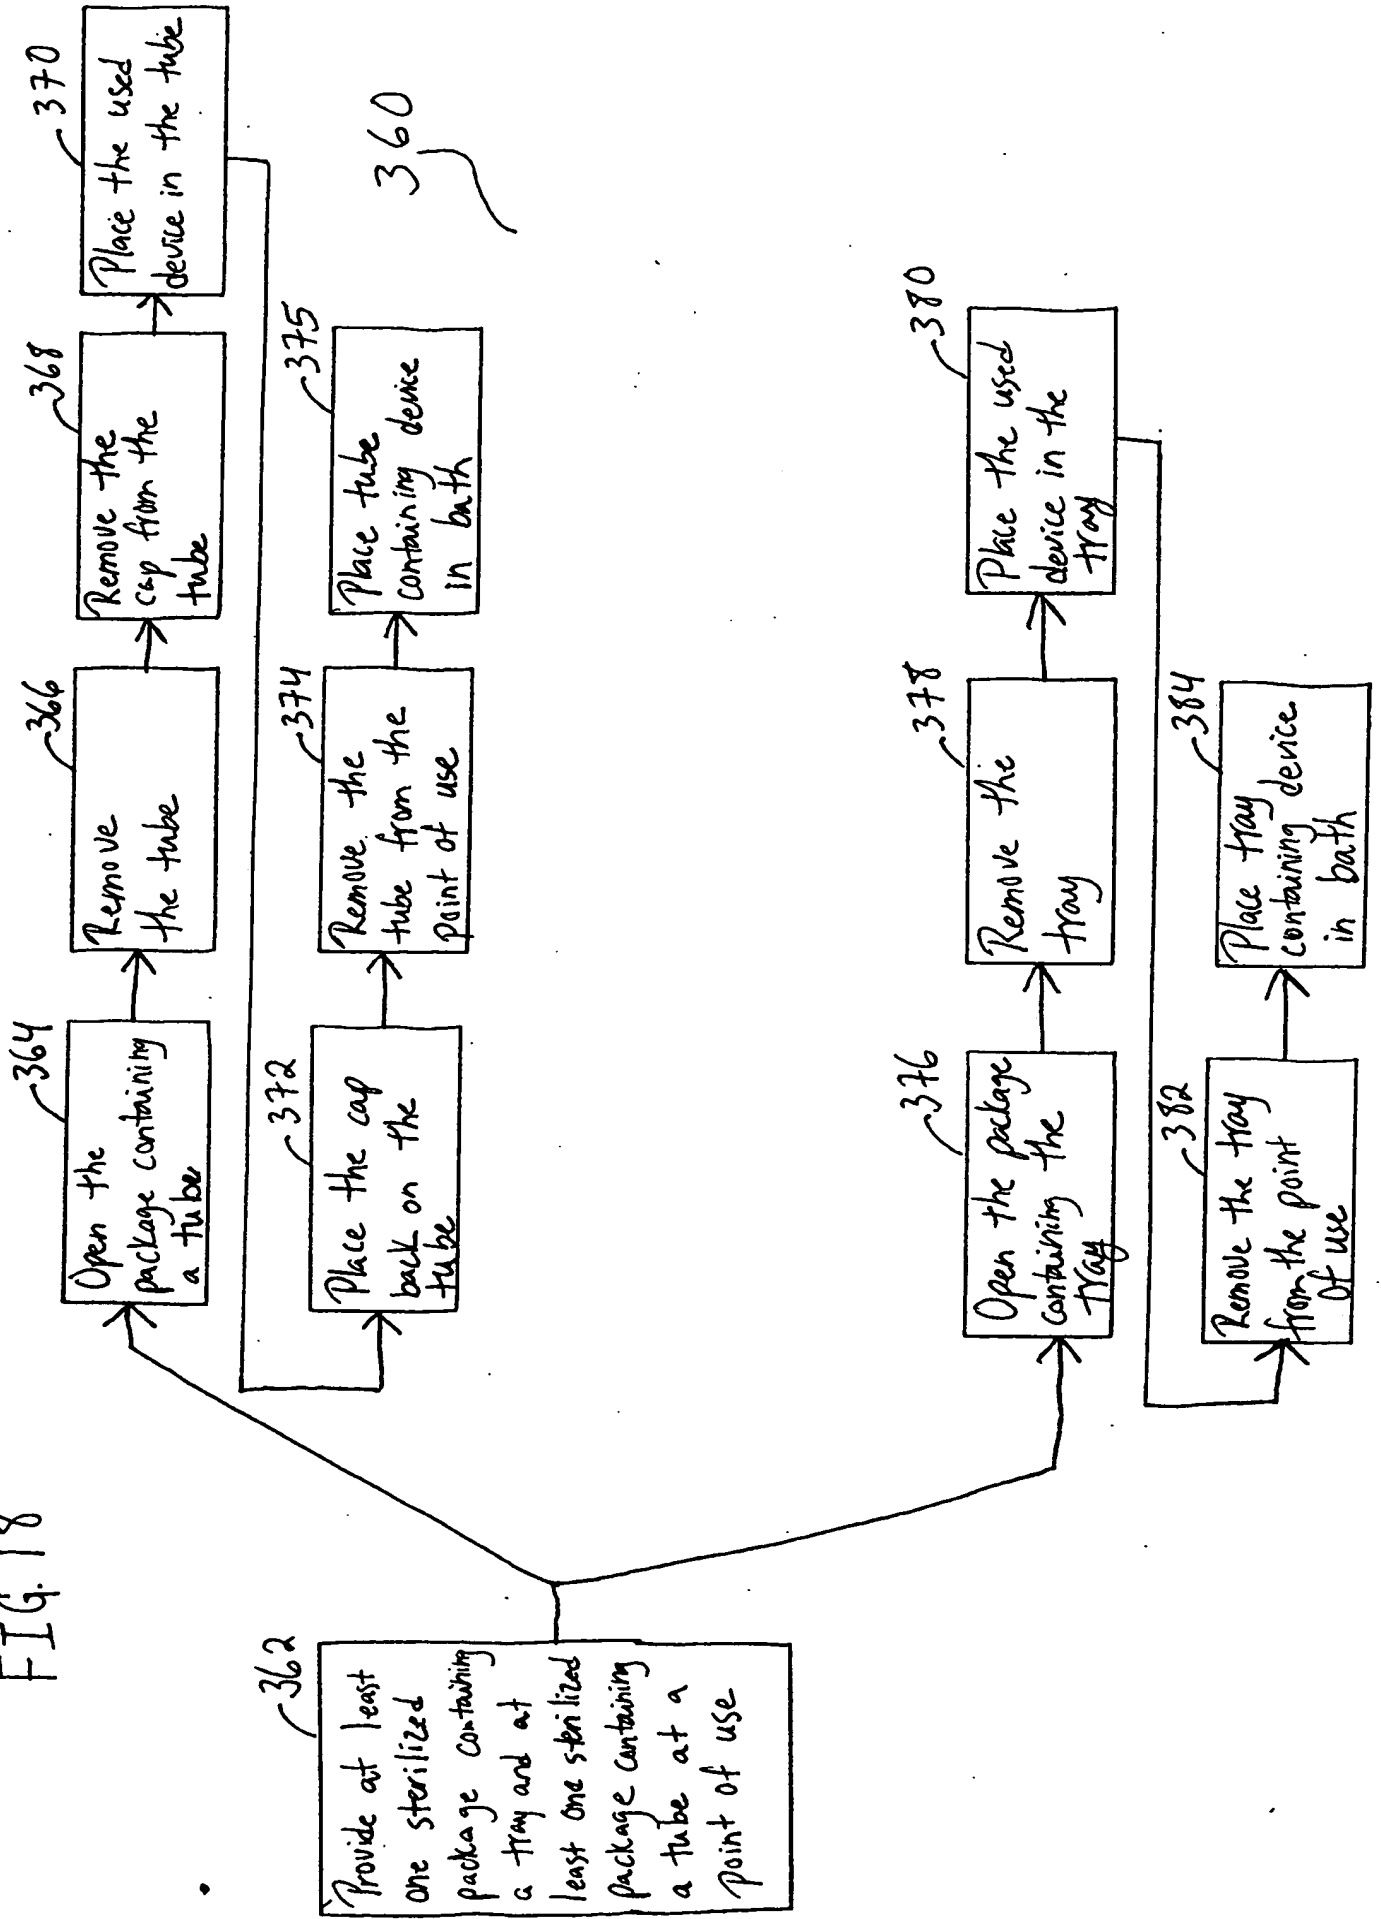 FIG. 18
362
Provide at least
one sterilized
package containing
a tray and at
least one sterilized
package containing
a tube at a
point of use
364
Open the
package containing
a tube
366
Remove
the tube
368
Remove the
cap from the
tube
370
Place the used
device in the tube
372
Place the cap
back on the
tube
374
Remove the
tube from the
point of use
375
Place tube
containing device
in bath
360
376
Open the package
containing the
tray
378
Remove the
tray
380
Place the used
device in the
tray
382
Remove the tray
from the point
of use
384
Place tray
containing device
in bath